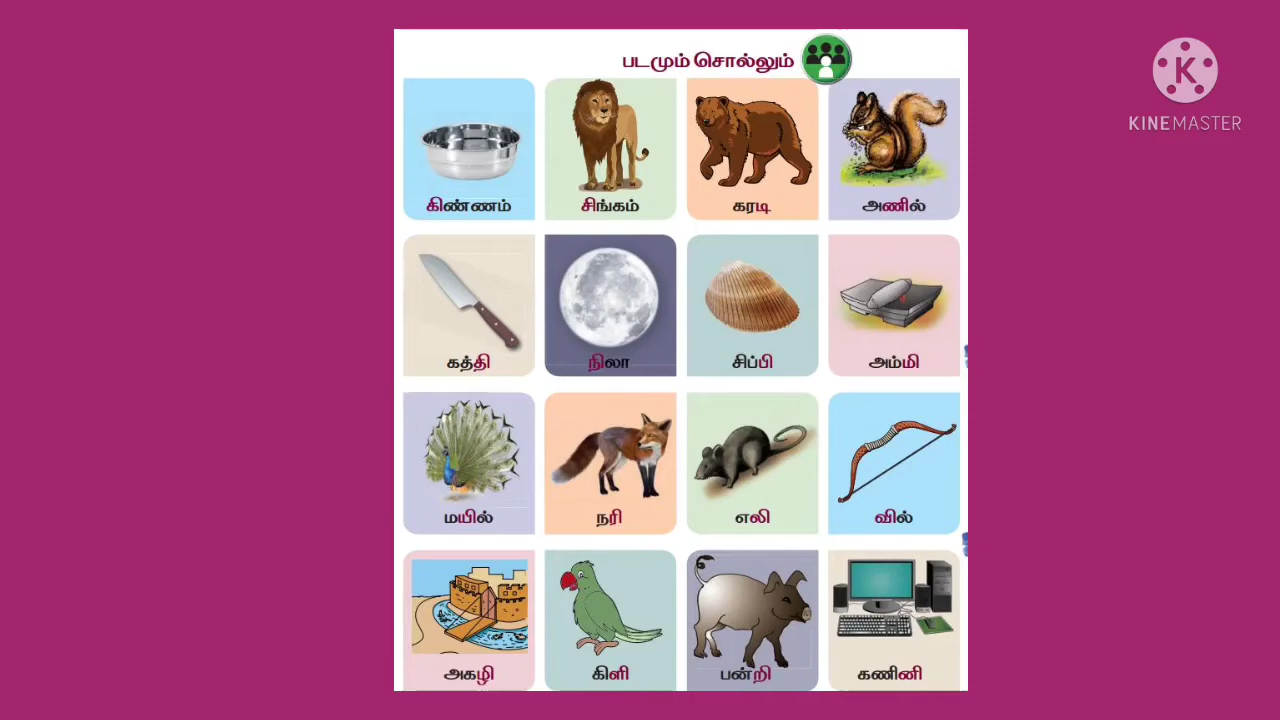 படமும் சொல்லும்
கிண்ணம் சிங்கம் கரடி அணில்
கத்தி நிலா சிப்பி அம்மி
மயில் நரி எலி வில்
அகழி கிளி பன்றி கணினி
K
KINEMASTER